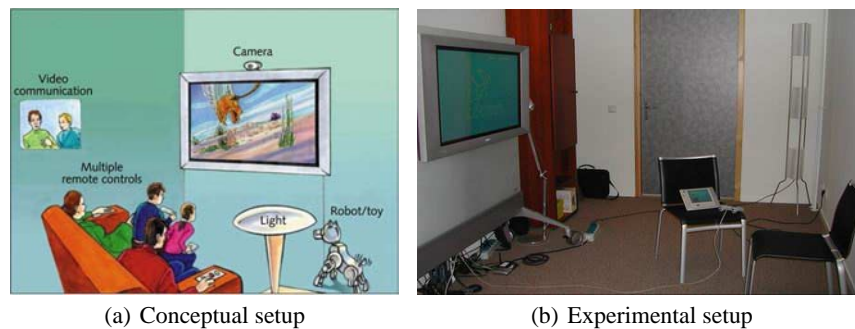 Camera
Video
communication
Multiple
remote controls
Light
Robot/toy
(a) Conceptual setup
(b) Experimental setup